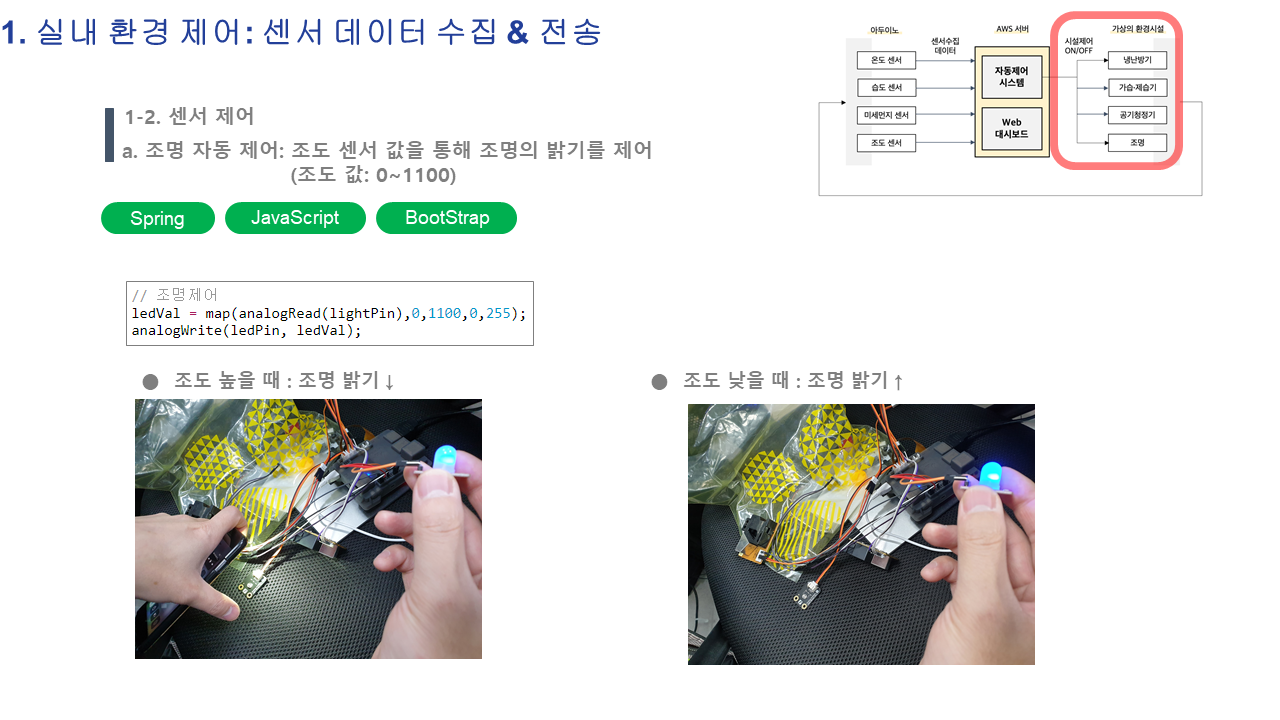 1. 실내 환경 제어: 센서 데이터 수집 & 전송
아두이노
센서수집
데이터
AWS 서버
시설제어
ON/OFF
가상의 환경시설
온도 센서
습도 센서
미세먼지 센서
조도 센서
자동제어
시스템
Web
대시보드
냉난방기
가습·제습기
공기청정기
조명
1-2. 센서 제어
a. 조명 자동 제어: 조도 센서 값을 통해 조명의 밝기를 제어
(조도 값: 0~1100)
Spring
JavaScript
BootStrap
// 조명제어
ledVal = map(analogRead(lightPin),0,1100,0,255);
analogWrite(ledPin, ledVal);
● 조도 높을 때 : 조명 밝기↓
● 조도 낮을 때 : 조명 밝기↑